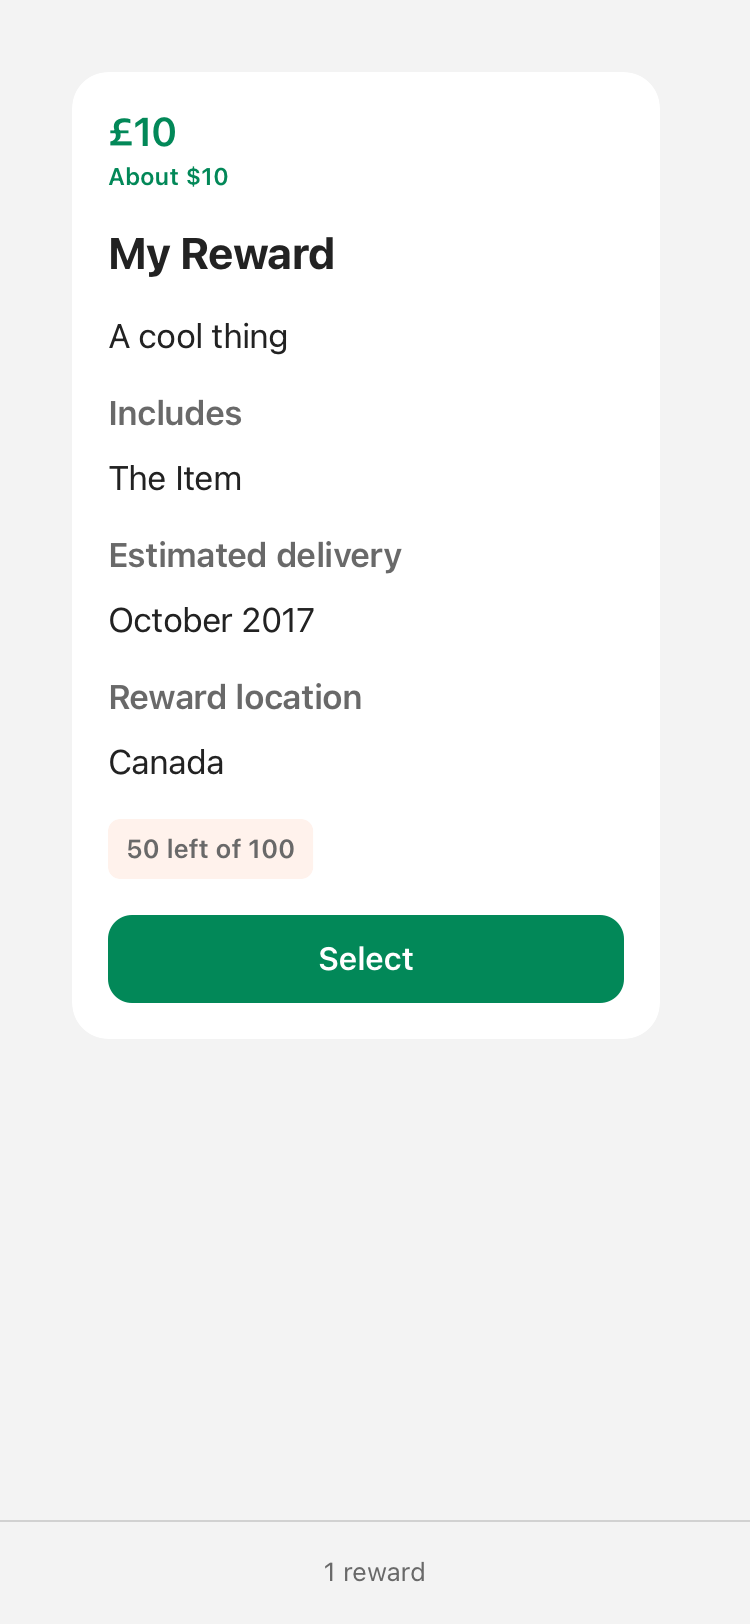 £10
About $10
My Reward
A cool thing
Includes
The Item
Estimated delivery
October 2017
Reward location
Canada
50 left of 100
Select
1 reward